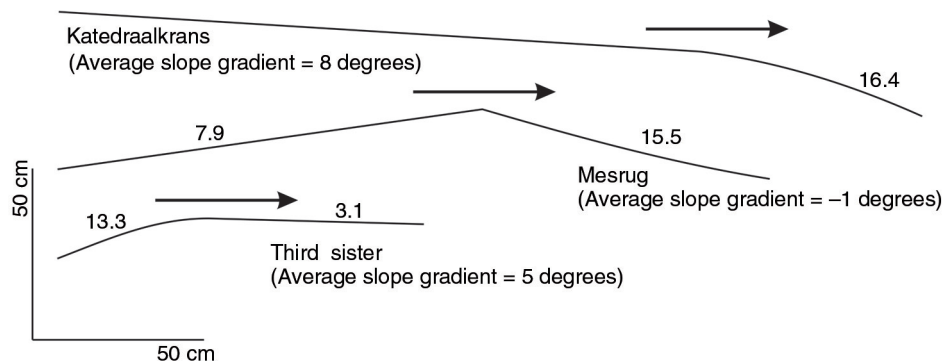 Katedraalkrans
(Average slope gradient = 8 degrees)
16.4
7.9
15.5
Mesrug
(Average slope gradient = –1 degrees)
50 cm
13.3
3.1
Third sister
(Average slope gradient = 5 degrees)
50 cm